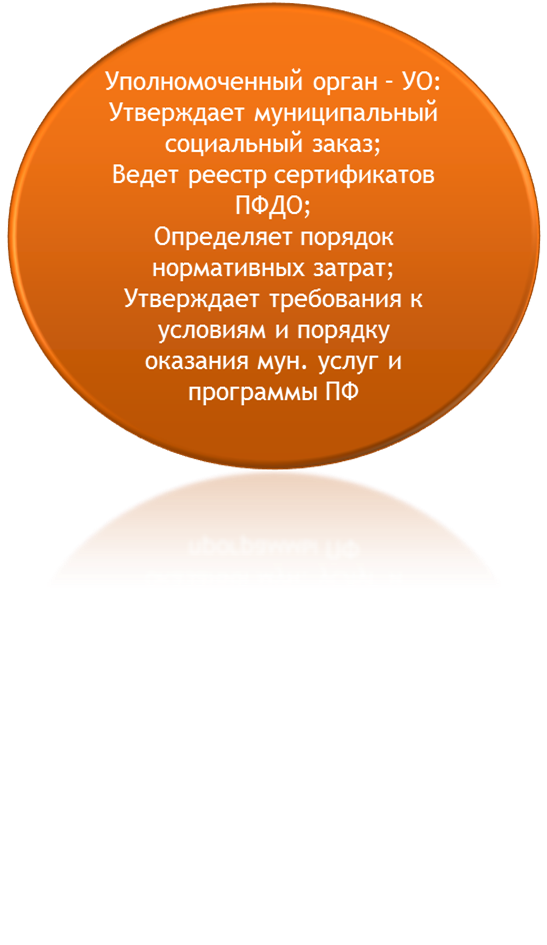 Уполномоченный орган – УО:
Утверждает муниципальный
социальный заказ;
Ведет реестр сертификатов
ПФДО;
Определяет порядок
нормативных затрат;
Утверждает требования к
условиям и порядку
оказания мун. услуг и
программы ПФ